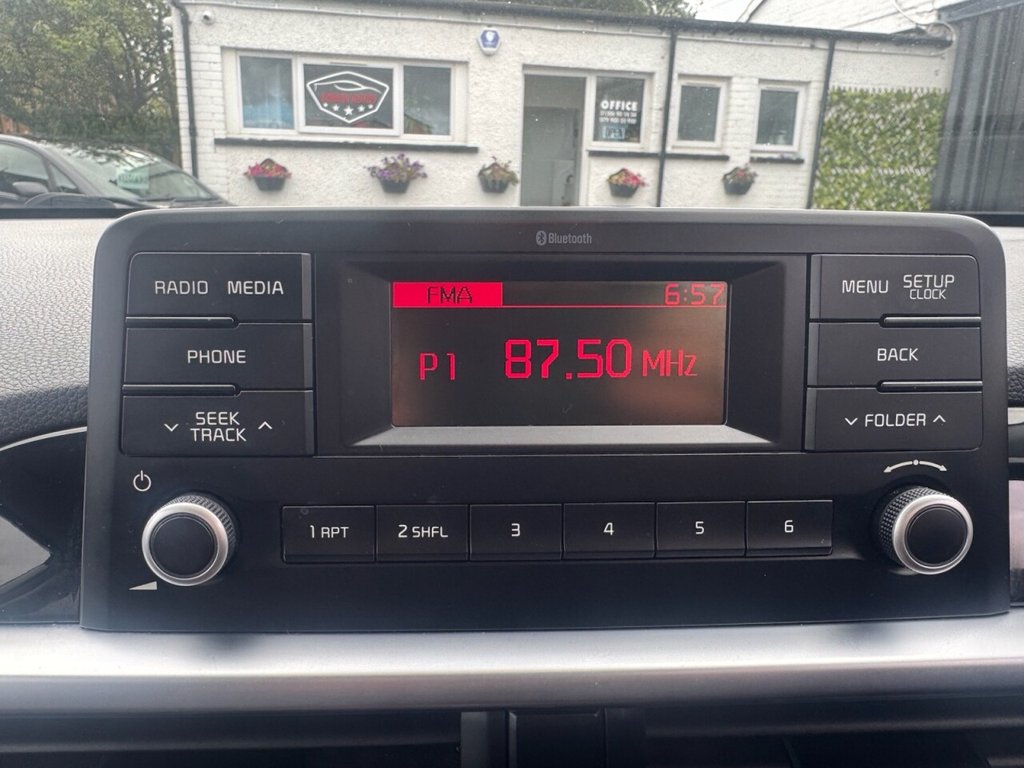 OFFICE
Bluetooth
RADIO MEDIA
FMA 6:57
MENU SETUP
CLOCK
PHONE
P1 87.50 MHz
BACK
SEEK
TRACK
FOLDER
1 RPT 2 SHFL 3 4 5 6